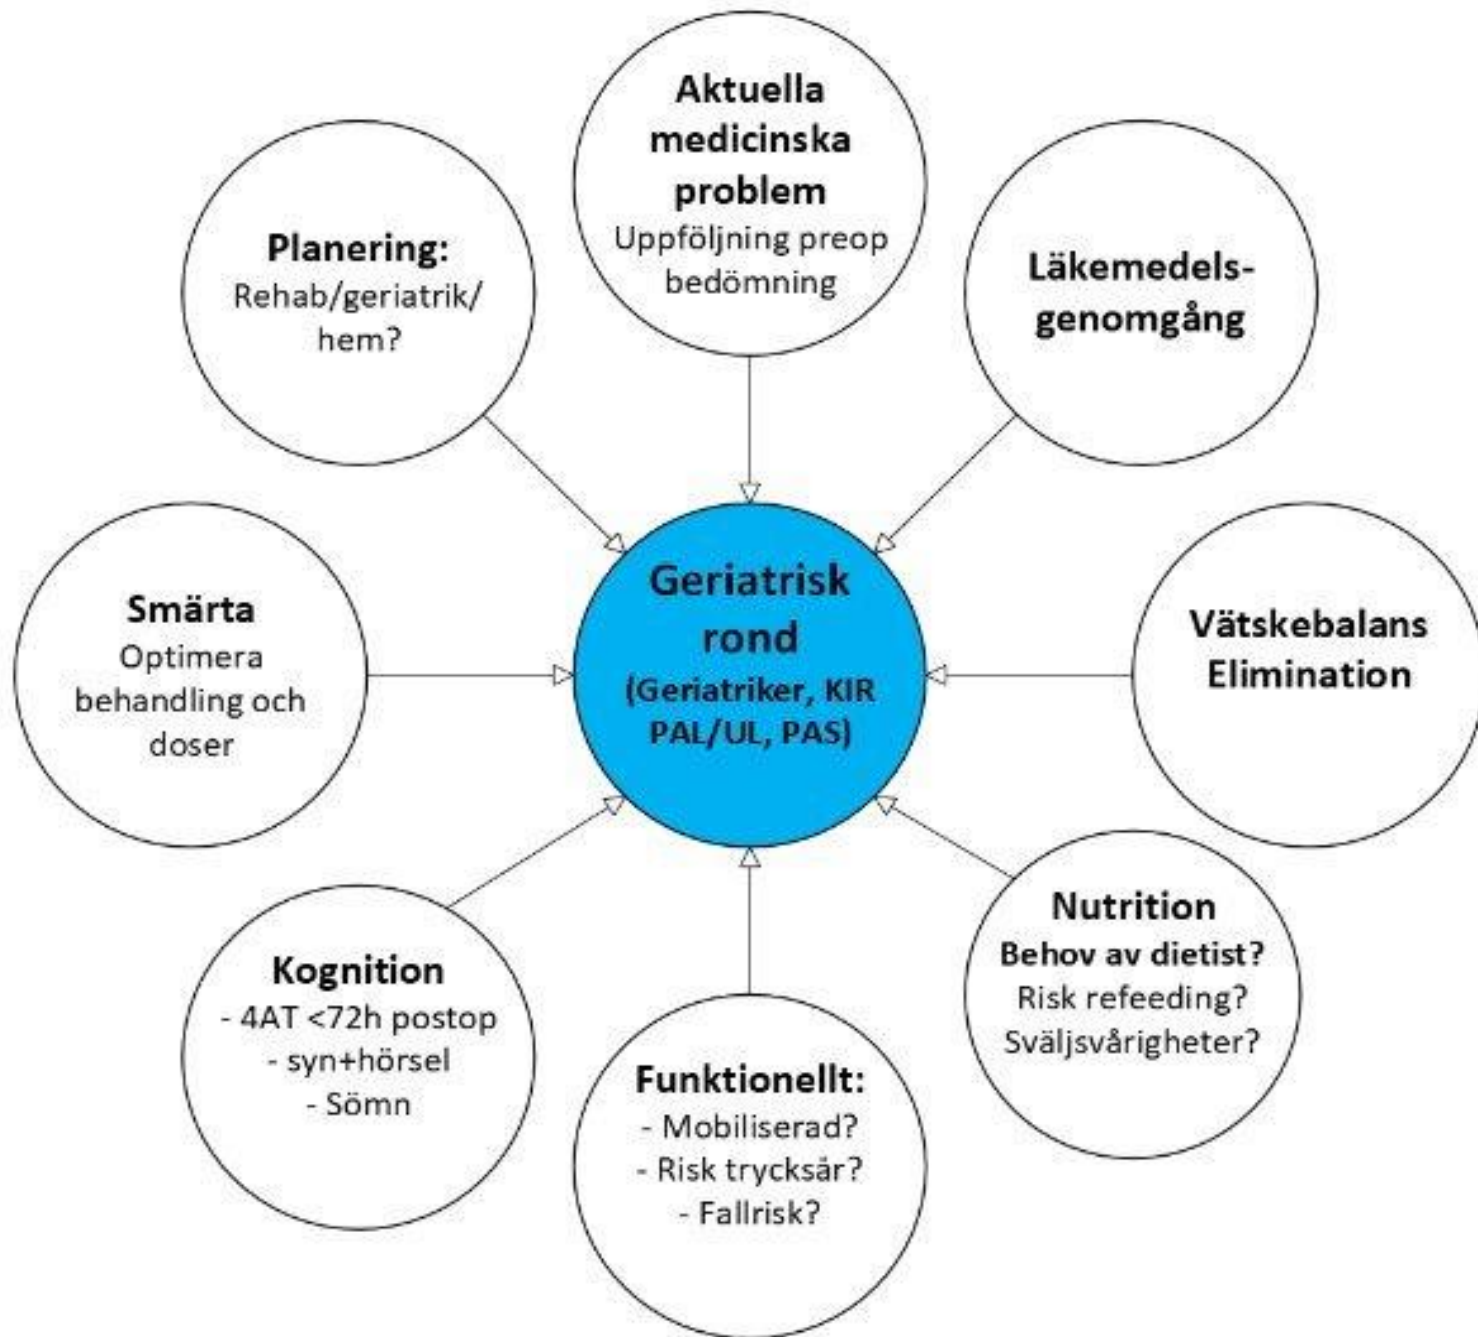 Aktuella
medicinska
problem
Uppföljning preop
bedömning
Planering:
Rehab/geriatrik/
hem?
Läkemedels-
genomgång
Geriatrisk
rond
(Geriatriker, KIR
PAL/UL, PAS)
Smärta
Optimera
behandling och
doser
Vätskebalans
Elimination
Kognition
- 4AT <72h postop
- syn+hörsel
- Sömn
Nutrition
Behov av dietist?
Risk refeeding?
Sväljsvårigheter?
Funktionellt:
- Mobiliserad?
- Risk trycksår?
- Fallrisk?